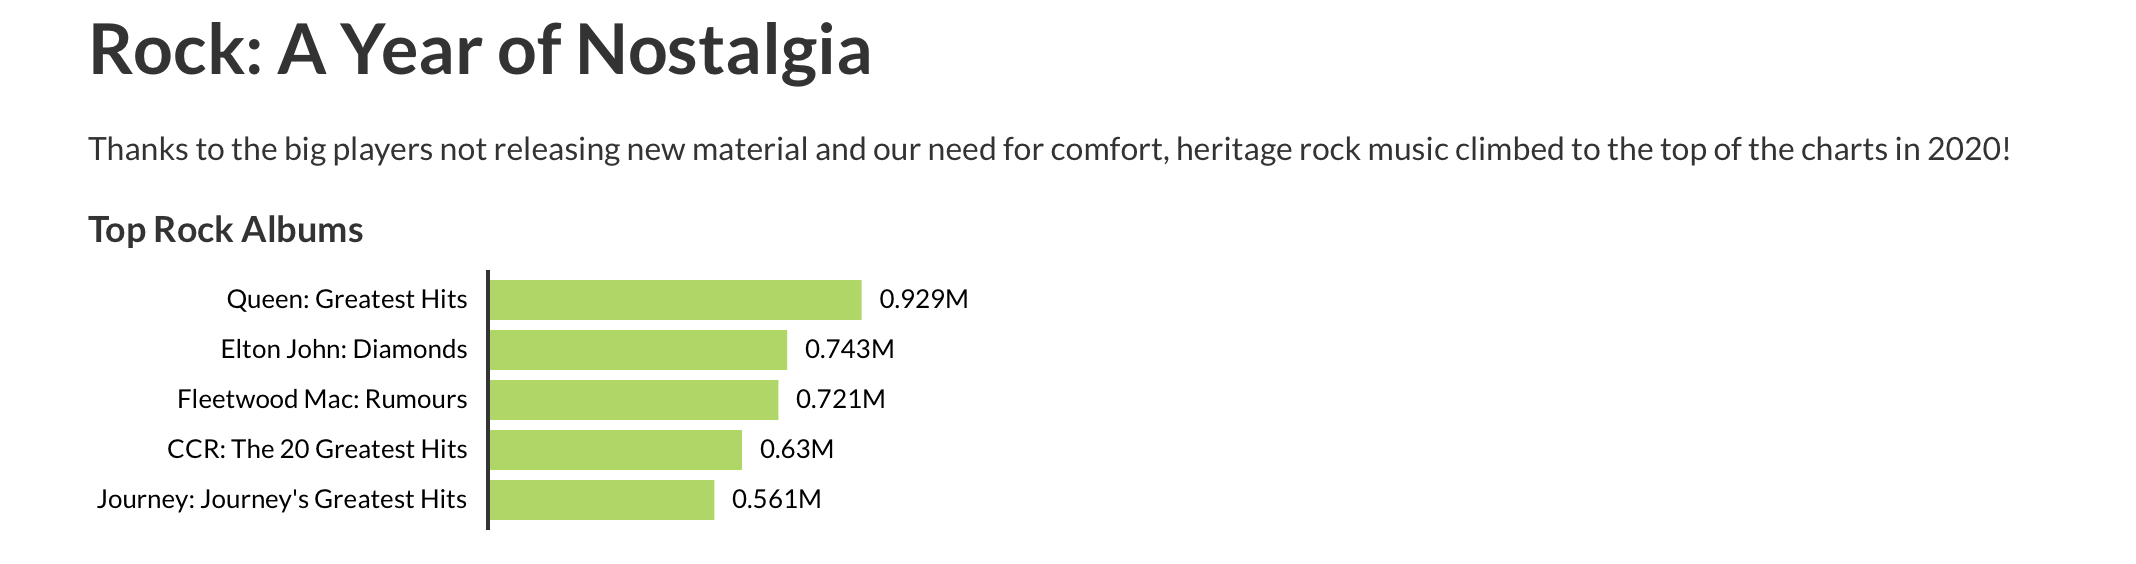 Rock: A Year of Nostalgia
Thanks to the big players not releasing new material and our need for comfort, heritage rock music climbed to the top of the charts in 2020!
Top Rock Albums
Queen: Greatest Hits 0.929M
Elton John: Diamonds 0.743M
Fleetwood Mac: Rumours 0.721M
CCR: The 20 Greatest Hits 0.63M
Journey: Journey's Greatest Hits 0.561M